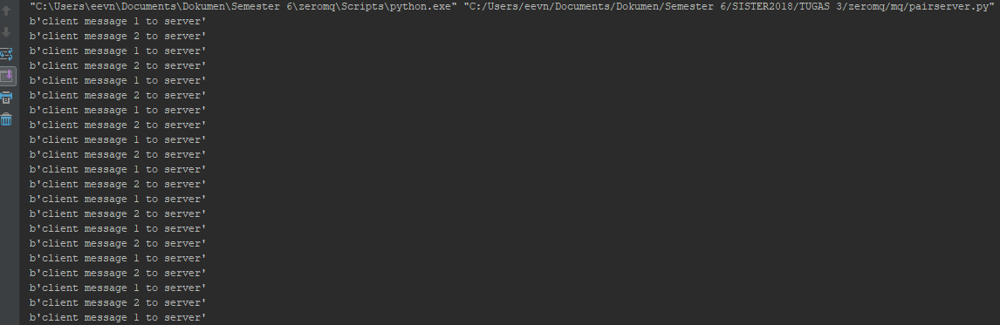 "C:\Users\eevn\Documents\Dokumen\Semester 6\zeromq\Scripts\python.exe" "C:/Users/eevn/Documents/Dokumen/Semester 6/SISTER2018/TUGAS 3/zeromq/mq/pairserver.py"
b'client message 1 to server'
b'client message 2 to server'
b'client message 1 to server'
b'client message 2 to server'
b'client message 1 to server'
b'client message 2 to server'
b'client message 1 to server'
b'client message 2 to server'
b'client message 1 to server'
b'client message 2 to server'
b'client message 1 to server'
b'client message 2 to server'
b'client message 1 to server'
b'client message 2 to server'
b'client message 1 to server'
b'client message 2 to server'
b'client message 1 to server'
b'client message 2 to server'
b'client message 1 to server'
b'client message 2 to server'
b'client message 1 to server'